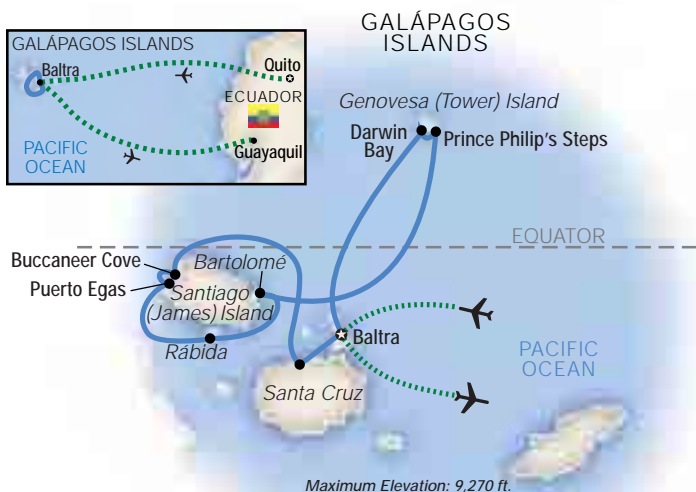 GALÁPAGOS
ISLANDS
GALÁPAGOS ISLANDS
Baltra
Quito
ECUADOR
PACIFIC
OCEAN
Guayaquil
Genovesa (Tower) Island
Darwin
Bay
Prince Philip's Steps
EQUATOR
Buccaneer Cove
Bartolomé
Puerto Egas
Santiago
(James) Island
Rábida
Baltra
PACIFIC
OCEAN
Santa Cruz
Maximum Elevation: 9,270 ft.